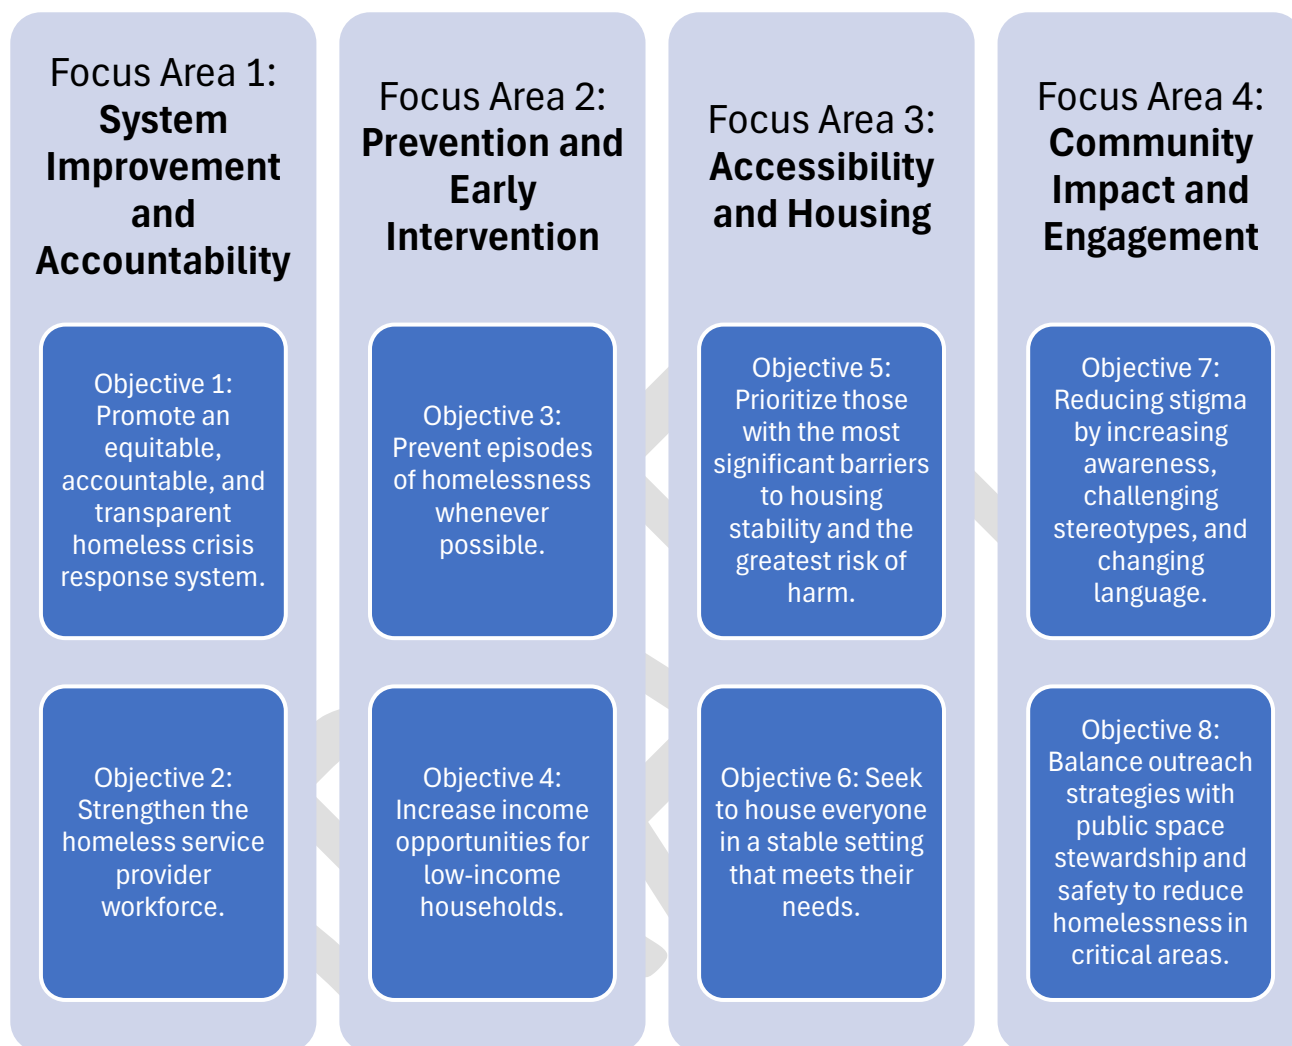 Focus Area 1:
System
Improvement
and
Accountability
Objective 1:
Promote an
equitable,
accountable, and
transparent
homeless crisis
response system.
Objective 2:
Strengthen the
homeless service
provider
workforce.
Focus Area 2:
Prevention and
Early
Intervention
Objective 3:
Prevent episodes
of homelessness
whenever
possible.
Objective 4:
Increase income
opportunities for
low-income
households.
Focus Area 3:
Accessibility
and Housing
Objective 5:
Prioritize those
with the most
significant barriers
to housing
stability and the
greatest risk of
harm.
Objective 6: Seek
to house everyone
in a stable setting
that meets their
needs.
Focus Area 4:
Community
Impact and
Engagement
Objective 7:
Reducing stigma
by increasing
awareness,
challenging
stereotypes, and
changing
language.
Objective 8:
Balance outreach
strategies with
public space
stewardship and
safety to reduce
homelessness in
critical areas.